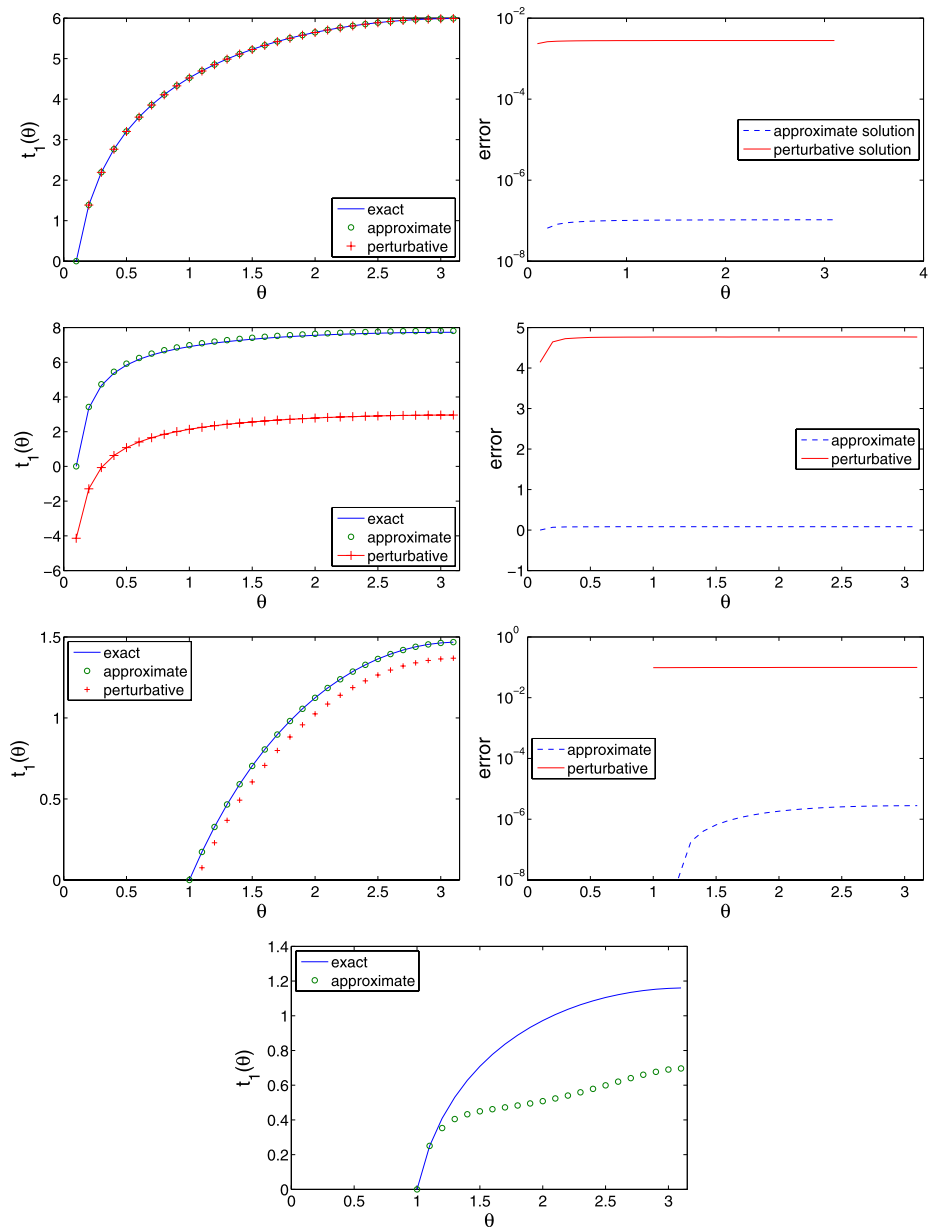 6
5
4
3
2
1
0
0 0.5 1 1.5 2 2.5 3
t₁(θ)
θ
exact
approximate
perturbative
10⁻²
10⁻⁴
10⁻⁶
10⁻⁸
0 1 2 3 4
error
θ
approximate solution
perturbative solution
8
6
4
2
0
−2
−4
−6
0 0.5 1 1.5 2 2.5 3
t₁(θ)
θ
exact
approximate
perturbative
5
4
3
2
1
0
−1
0 0.5 1 1.5 2 2.5 3
error
θ
approximate
perturbative
1.5
1
0.5
0
0 0.5 1 1.5 2 2.5 3
t₁(θ)
θ
exact
approximate
perturbative
10⁰
10⁻²
10⁻⁴
10⁻⁶
10⁻⁸
0 0.5 1 1.5 2 2.5 3
error
θ
approximate
perturbative
1.4
1.2
1
0.8
0.6
0.4
0.2
0
0 0.5 1 1.5 2 2.5 3
t₁(θ)
θ
exact
approximate